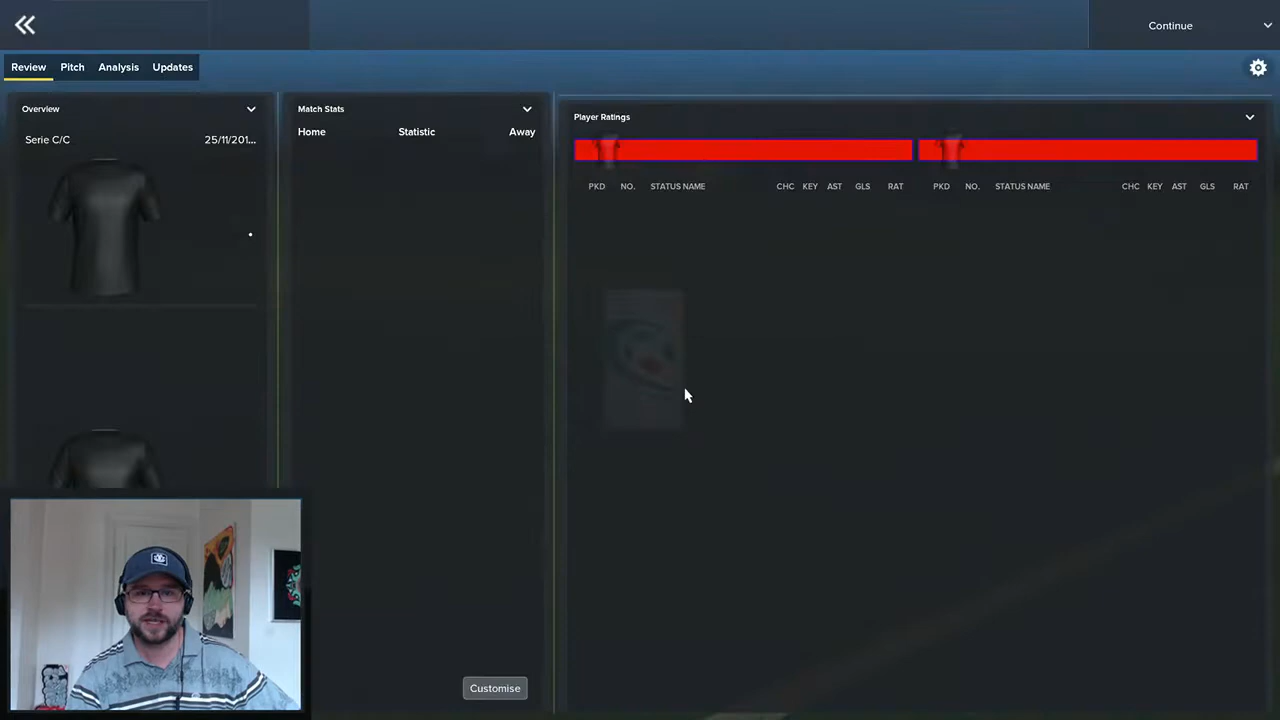 Continue
Review Pitch Analysis Updates
Overview
Serie C/C 25/11/201...
Match Stats
Home Statistic Away
Customise
Player Ratings
PKD NO. STATUS NAME CHC KEY AST GLS RAT PKD NO. STATUS NAME CHC KEY AST GLS RAT